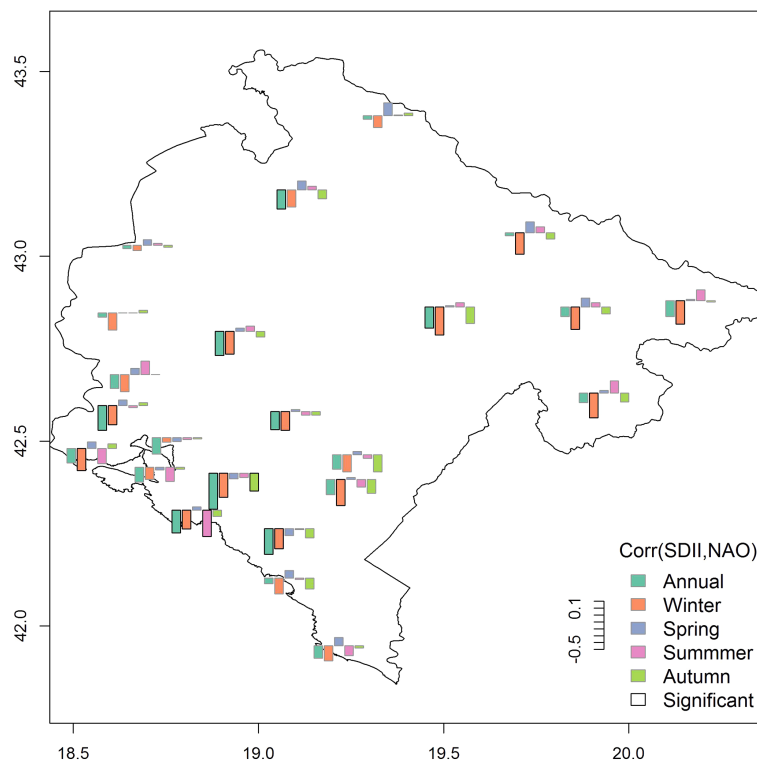 43.5
43.0
42.5
42.0
Corr(SDII,NAO)
Annual
Winter
Spring
Summmer
Autumn
Significant
0.1
-0.5
18.5
19.0
19.5
20.0